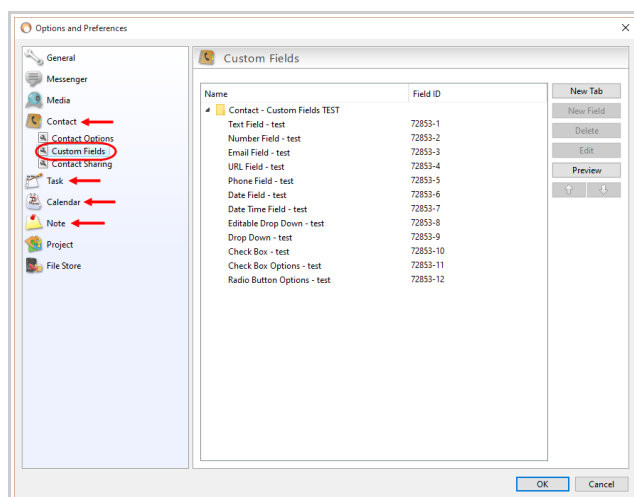 Options and Preferences
General
Messenger
Media
Contact
Contact Options
Custom Fields
Contact Sharing
Task
Calendar
Note
Project
File Store
Custom Fields
Name Field ID
Contact - Custom Fields TEST
Text Field - test 72853-1
Number Field - test 72853-2
Email Field - test 72853-3
URL Field - test 72853-4
Phone Field - test 72853-5
Date Field - test 72853-6
Date Time Field - test 72853-7
Editable Drop Down - test 72853-8
Drop Down - test 72853-9
Check Box - test 72853-10
Check Box Options - test 72853-11
Radio Button Options - test 72853-12
New Tab
New Field
Delete
Edit
Preview
OK Cancel